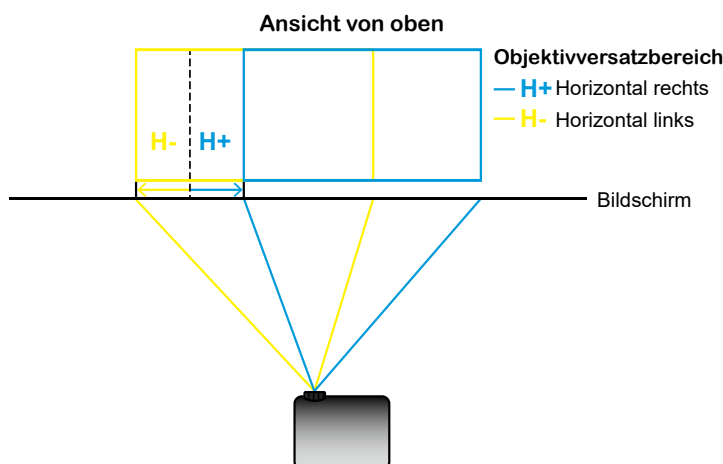 Ansicht von oben
Objektivversatzbereich
H+ Horizontal rechts
H- Horizontal links
H- H+
Bildschirm